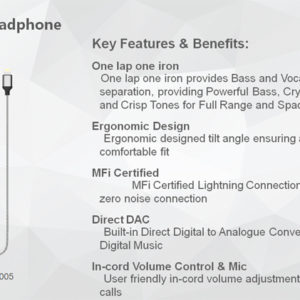 adphone
Key Features & Benefits:
One lap one iron
One lap one iron provides Bass and Voca
separation, providing Powerful Bass, Cry
and Crisp Tones for Full Range and Spac
Ergonomic Design
Ergonomic designed tilt angle ensuring a
comfortable fit
MFi Certified
MFi Certified Lightning Connection
zero noise connection
Direct DAC
Built-in Direct Digital to Analogue Conve
Digital Music
In-cord Volume Control & Mic
User friendly in-cord volume adjustment
calls
005